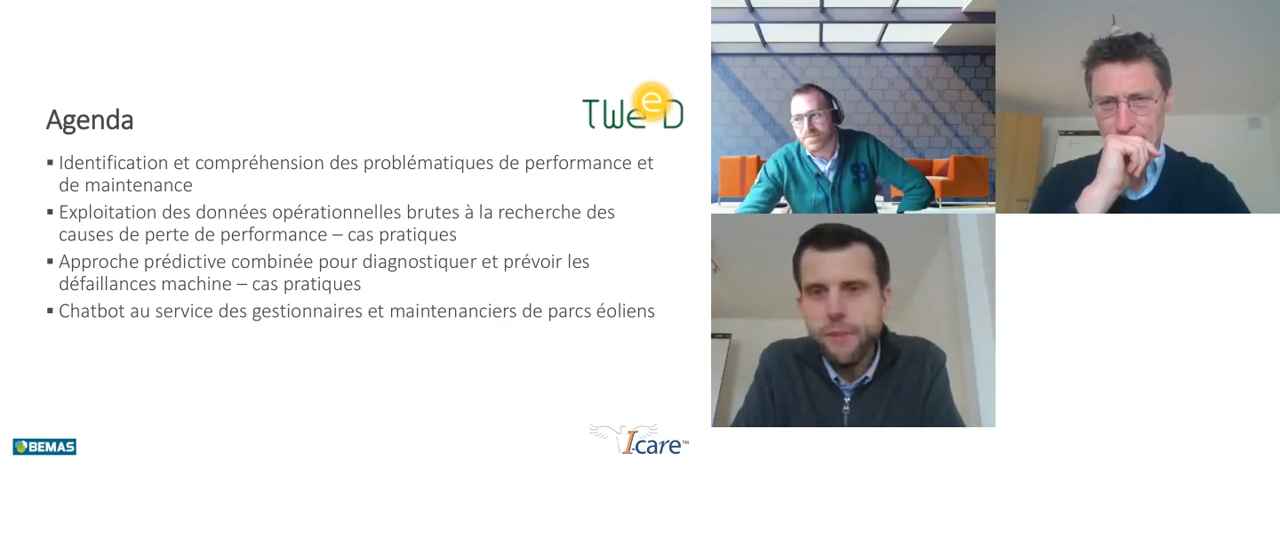 TWeeD
Agenda
▪ Identification et compréhension des problématiques de performance et
de maintenance
▪ Exploitation des données opérationnelles brutes à la recherche des
causes de perte de performance – cas pratiques
▪ Approche prédictive combinée pour diagnostiquer et prévoir les
défaillances machine – cas pratiques
▪ Chatbot au service des gestionnaires et maintenanciers de parcs éoliens
BEMAS
I-care™